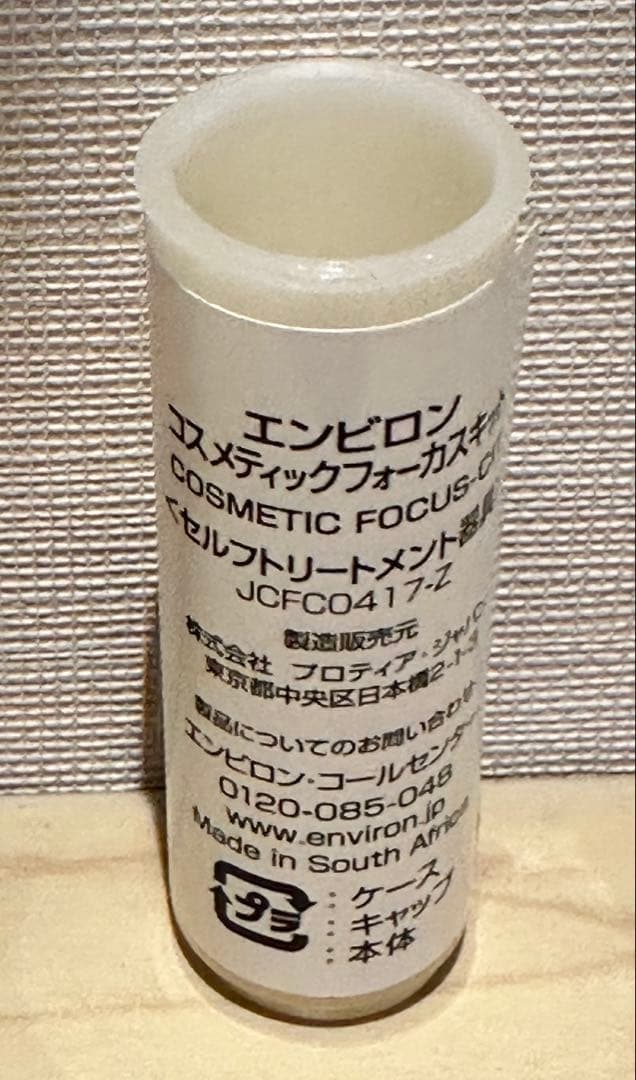 エンビロン
コスメティックフォーカスキッ
COSMETIC FOCUS-CI
<セルフトリートメント器具
JCFC0417-Z
製造販売元
株式会社 プロティア・ジャパン
東京都中央区日本橋2-1-3
製品についてのお問い合わせ
エンビロン・コールセンター
0120-085-048
www.environ.jp
Made in South Africa
プラ
：ケース
：キャップ
：本体